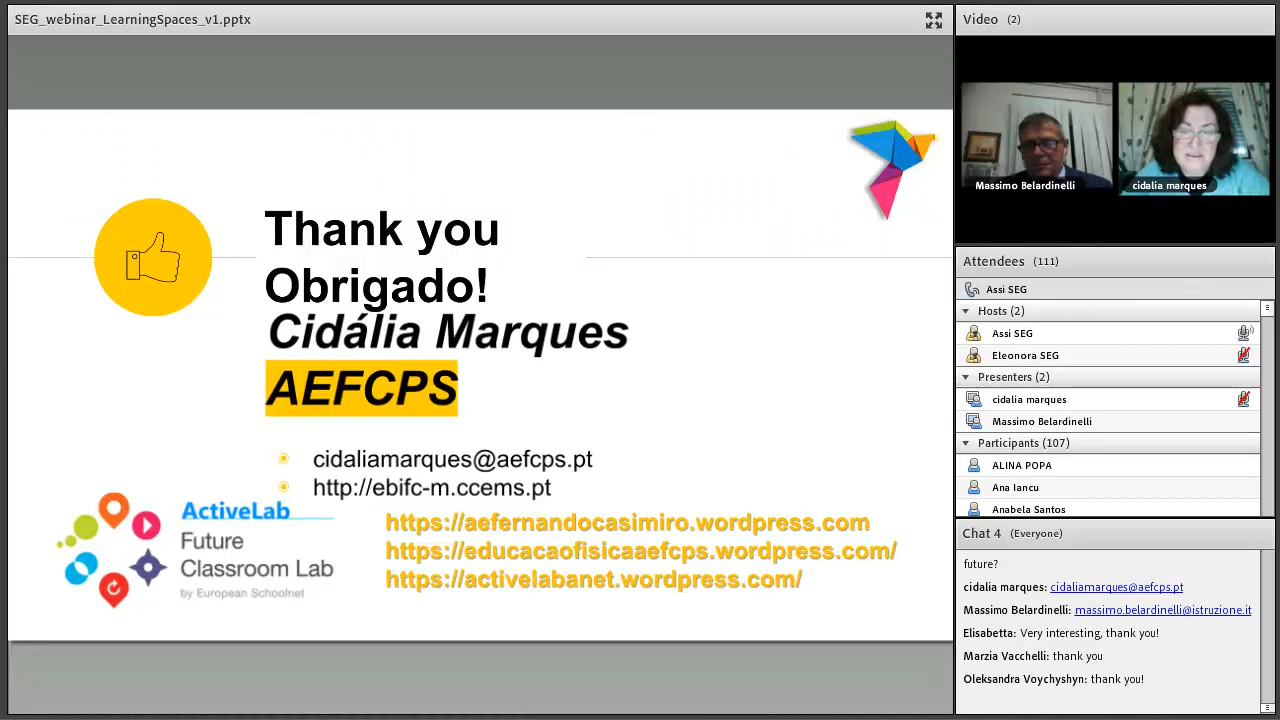 SEG_webinar_LearningSpaces_v1.pptx
Thank you
Obrigado!
Cidália Marques
AEFCPS
cidaliamarques@aefcps.pt
http://ebifc-m.ccems.pt
https://aefernandocasimiro.wordpress.com
https://educacaofisicaaefcps.wordpress.com/
https://activelabanet.wordpress.com/
ActiveLab
Future
Classroom Lab
by European Schoolnet
Video (2)
Massimo Belardinelli
cidalia marques
Attendees (111)
Assi SEG
Hosts (2)
Assi SEG
Eleonora SEG
Presenters (2)
cidalia marques
Massimo Belardinelli
Participants (107)
ALINA POPA
Ana Iancu
Anabela Santos
Chat 4 (Everyone)
future?
cidalia marques: cidaliamarques@aefcps.pt
Massimo Belardinelli: massimo.belardinelli@istruzione.it
Elisabetta: Very interesting, thank you!
Marzia Vacchelli: thank you
Oleksandra Voychyshyn: thank you!